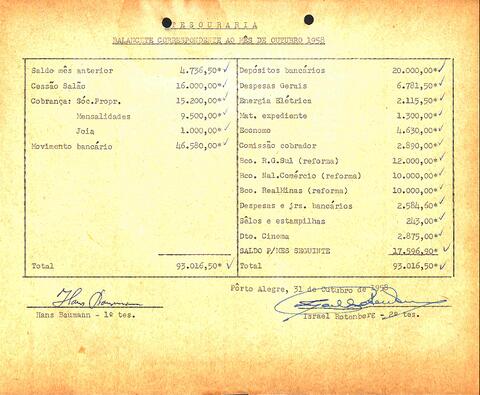 TESOURARIA
BALANCETE CORRESPONDENTE AO MÊS DE OUTUBRO 1958
Saldo mês anterior 4.736,50*
Cessão Salão 16.000,00*
Cobrança: Sóc.Propr. 15.200,00*
Mensalidades 9.500,00*
Joia 1.000,00*
Movimento bancário 46.580,00*
Total 93.016,50*
Depósitos bancários 20.000,00*
Despesas Gerais 6.781,50*
Energia Elétrica 2.115,50*
Mat. expediente 1.300,00*
Economo 4.630,00*
Comissão cobrador 2.890,00*
Bco. R.G.Sul (reforma) 12.000,00*
Bco. Nal.Comércio (reforma) 10.000,00*
Bco. RealMinas (reforma) 10.000,00*
Despesas e jrs. bancários 2.584,60*
Sêlos e estampilhas 243,00*
Dto. Cinema 2.875,00*
SALDO P/MES SEGUINTE 17.596,90*
Total 93.016,50*
Pôrto Alegre, 31 de Outubro de 1958
Hans Baumann
Hans Baumann - 1º tes.
Israel Rotenberg - 2º tes.